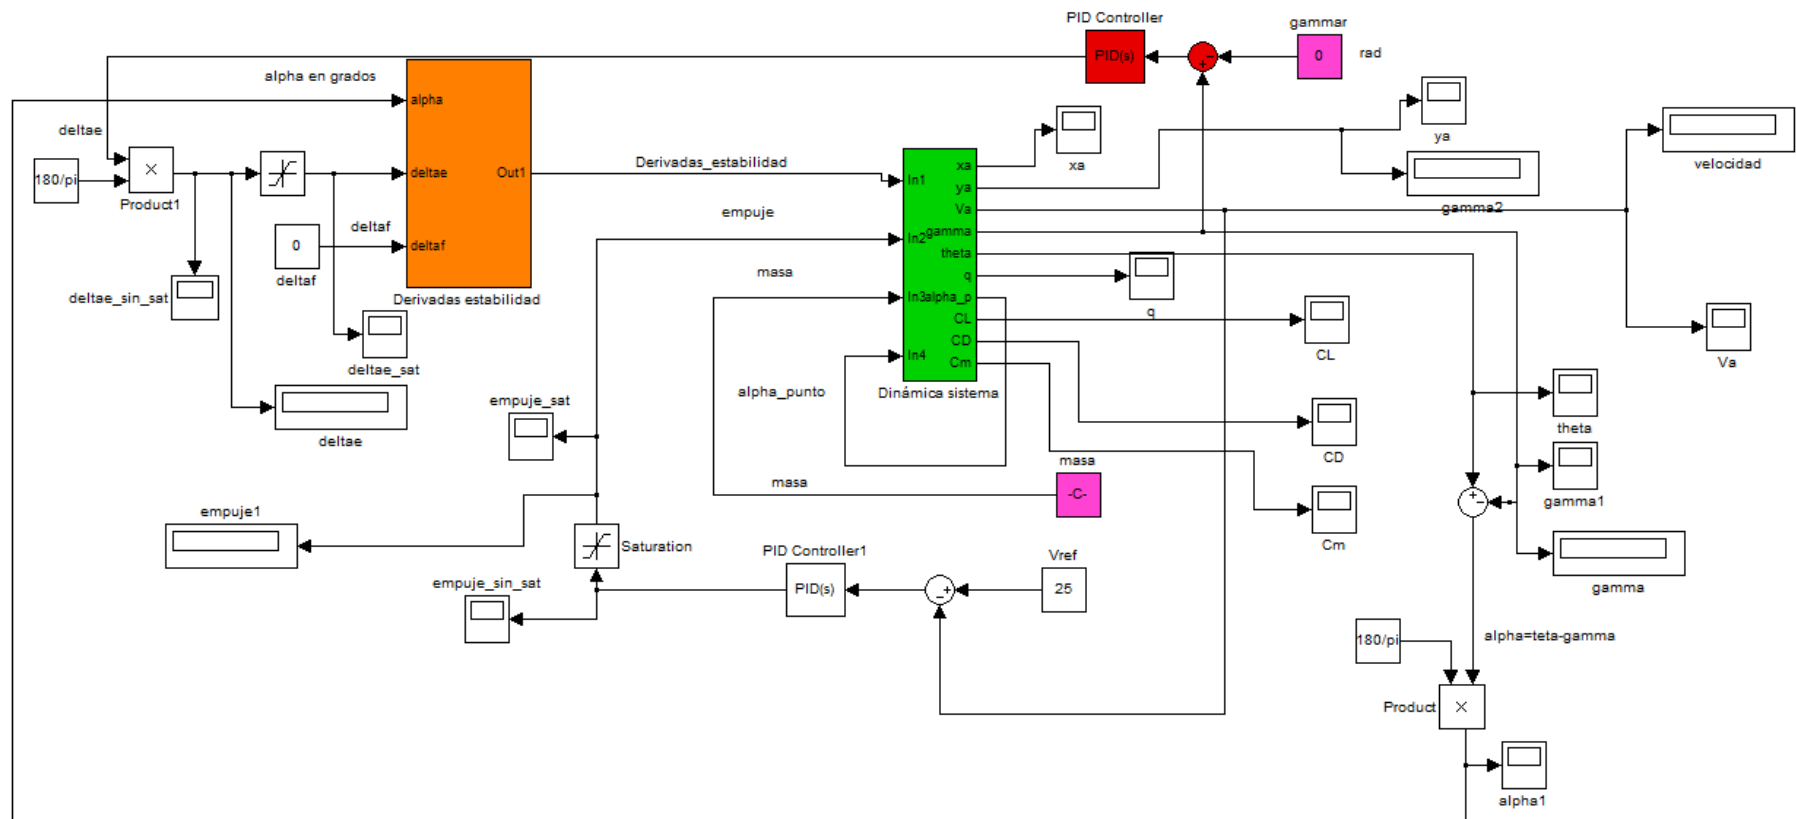 PID Controller
gammar
PID(s)
0
rad
alpha en grados
alpha
deltae
180/pi
Product1
deltae
Out1
Derivadas_estabilidad
deltaf
0
deltaf
deltaf
Derivadas estabilidad
deltae_sin_sat
deltae_sat
deltae
empuje
masa
alpha_punto
In1
In2
In3
In4
xa
ya
Va
gamma
theta
q
alpha_p
CL
CD
Cm
Dinámica sistema
xa
ya
gamma2
velocidad
q
CL
Va
CD
Cm
theta
gamma1
gamma
masa
-C-
masa
empuje_sat
empuje1
Saturation
empuje_sin_sat
PID Controller1
PID(s)
Vref
25
180/pi
alpha=teta-gamma
Product
alpha1